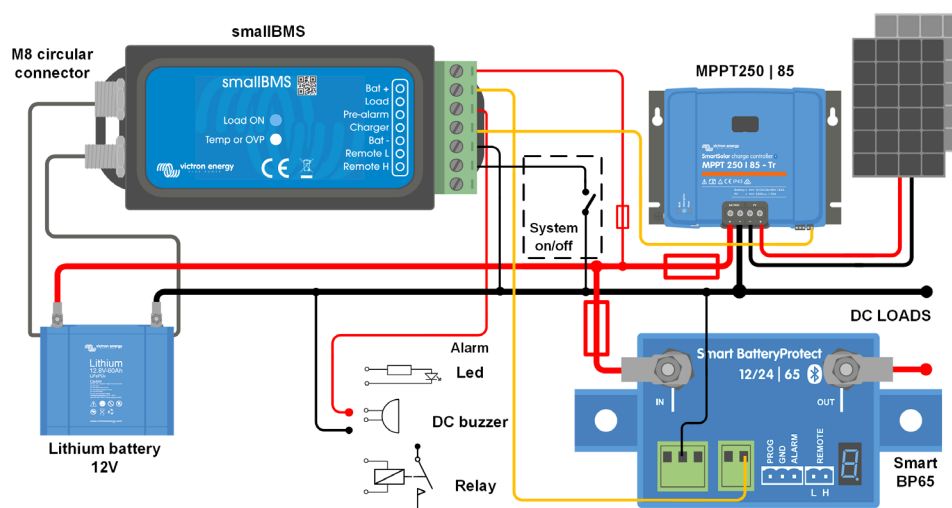 smallBMS
M8 circular
connector
smallBMS
Load ON
Temp or OVP
victron energy
Bat +
Load
Pre-alarm
Charger
Bat -
Remote L
Remote H
System
on/off
MPPT250 | 85
SmartSolar charge controller
MPPT 250 I 85 - Tr
DC LOADS
Lithium
12,8V-60Ah
Lithium battery
12V
Alarm
Led
DC buzzer
Relay
Smart BatteryProtect
12/24 | 65
IN
OUT
PROG
GND
ALARM
REMOTE
L H
Smart
BP65